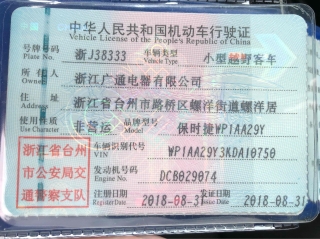 中华人民共和国机动车行驶证
Vehicle License of the People's Republic of China
号牌号码 浙J38333 车辆类型 小型越野客车
Plate No. Vehicle Type
所有人 浙江广通电器有限公司
Owner
住址 浙江省台州市路桥区螺洋街道螺洋居
Address
使用性质 非营运 品牌型号 保时捷WP1AA29Y
Use Character Model
浙江省台州 车辆识别代号 WP1AA29Y3KDA10750
VIN
市公安局交 发动机号码 DCB029074
Engine No.
通警察支队 注册日期 2018-08-31 发证日期 2018-08-31
Register Date Issue Date